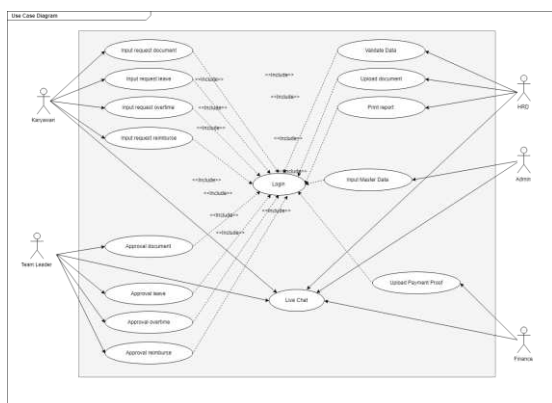 Use Case Diagram
Input request document
Input request leave
Input request overtime
Input request reimburse
Karyawan
Validate Data
Upload document
Print report
HRD
<<Include>>
<<Include>>
<<Include>>
<<Include>>
<<Include>>
<<Include>>
<<Include>>
<<Include>>
Login
Input Master Data
Admin
<<Include>>
<<Include>>
<<Include>>
<<Include>>
Team Leader
Approval document
Approval leave
Approval overtime
Approval reimburse
Live Chat
Upload Payment Proof
Finance